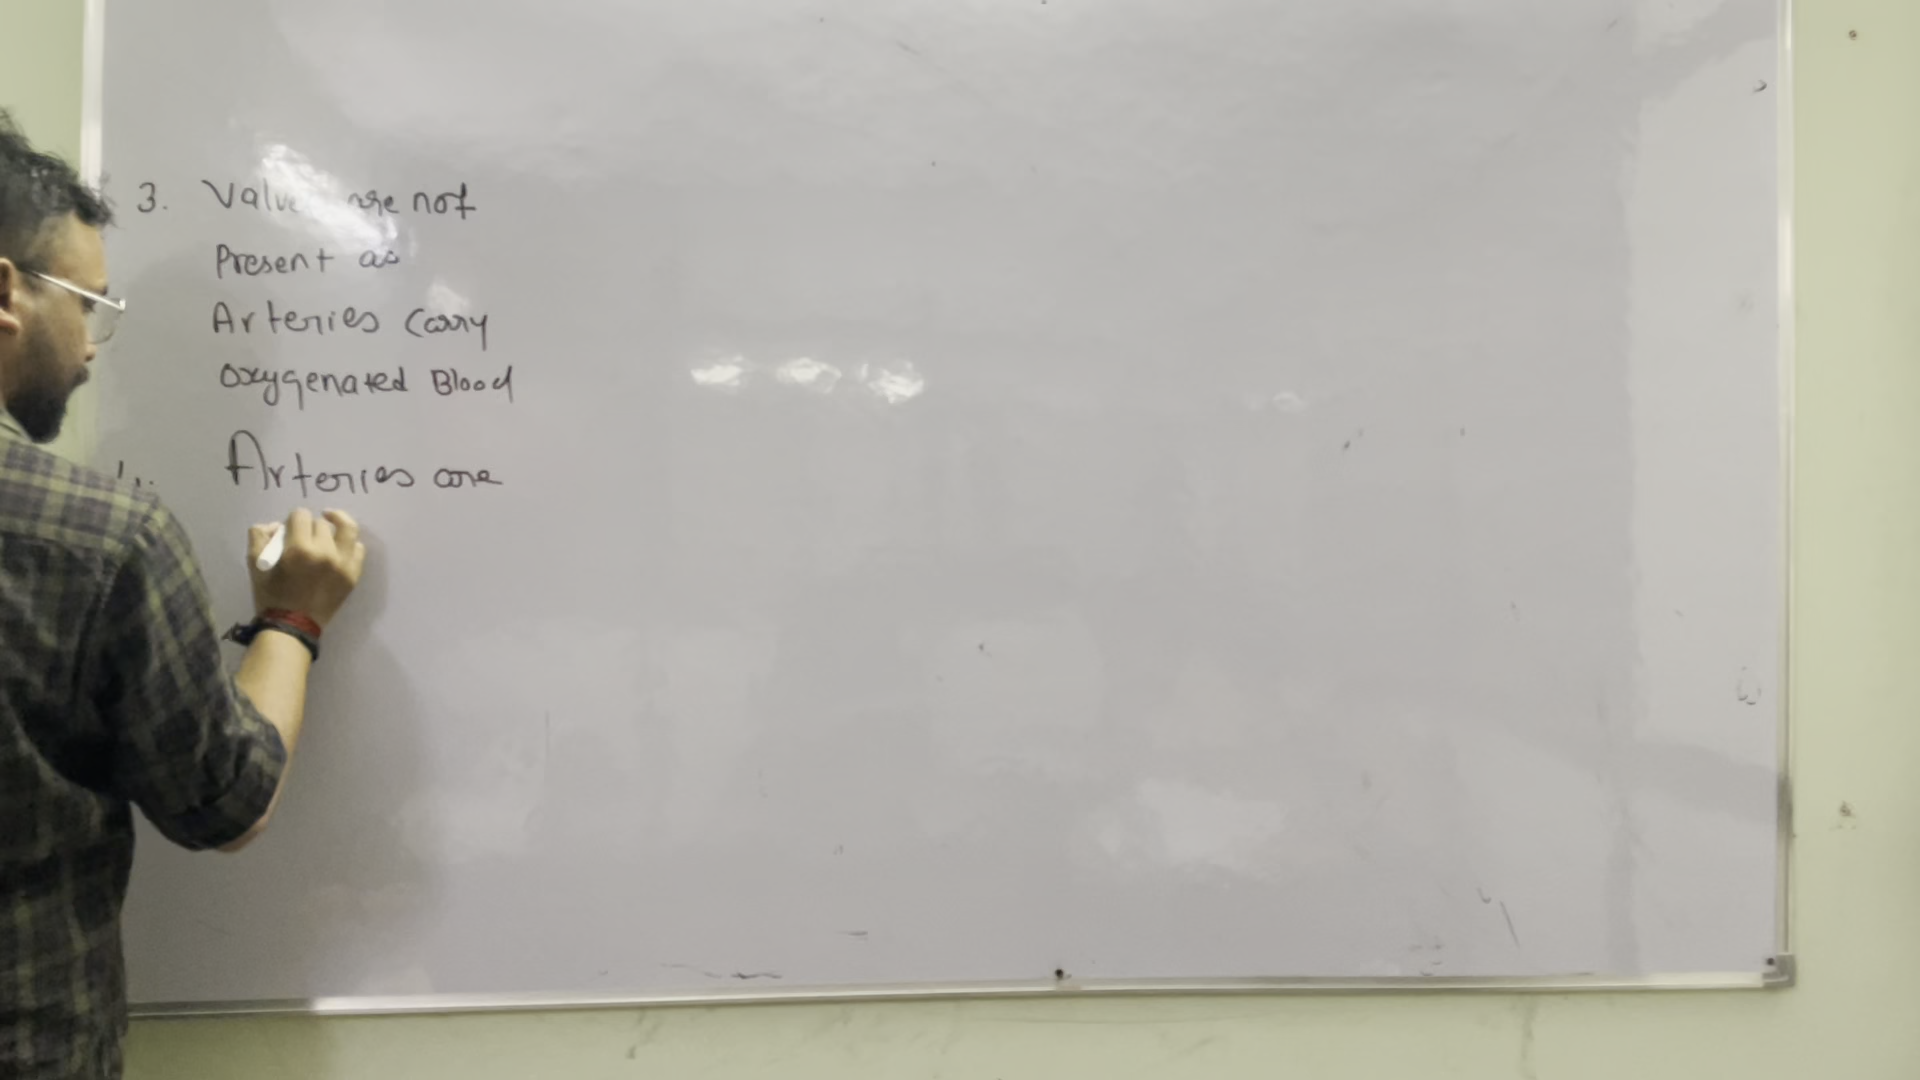 3. Valve are not
Present as
Arteries Carry
Oxygenated Blood
Arteries are